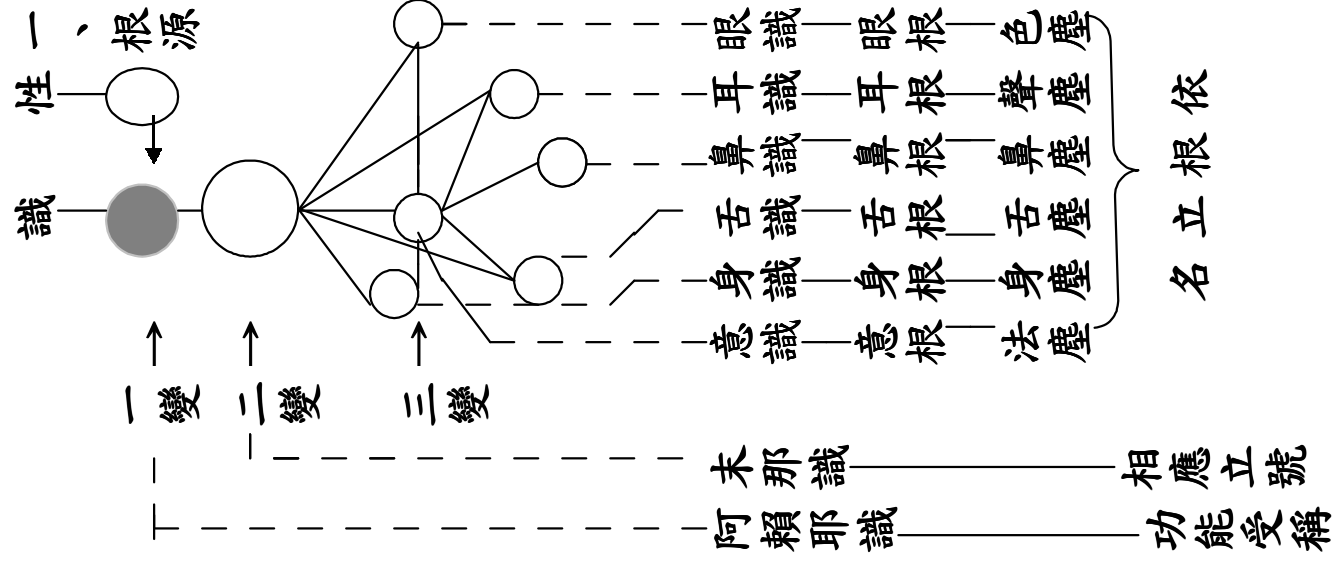 一、根源
性
識
眼識 眼根 色塵
耳識 耳根 聲塵
鼻識 鼻根 鼻塵
舌識 舌根 舌塵
身識 身根 身塵
意識 意根 法塵
依根立名
一變
二變
三變
末那識 相應立號
阿賴耶識 功能受稱